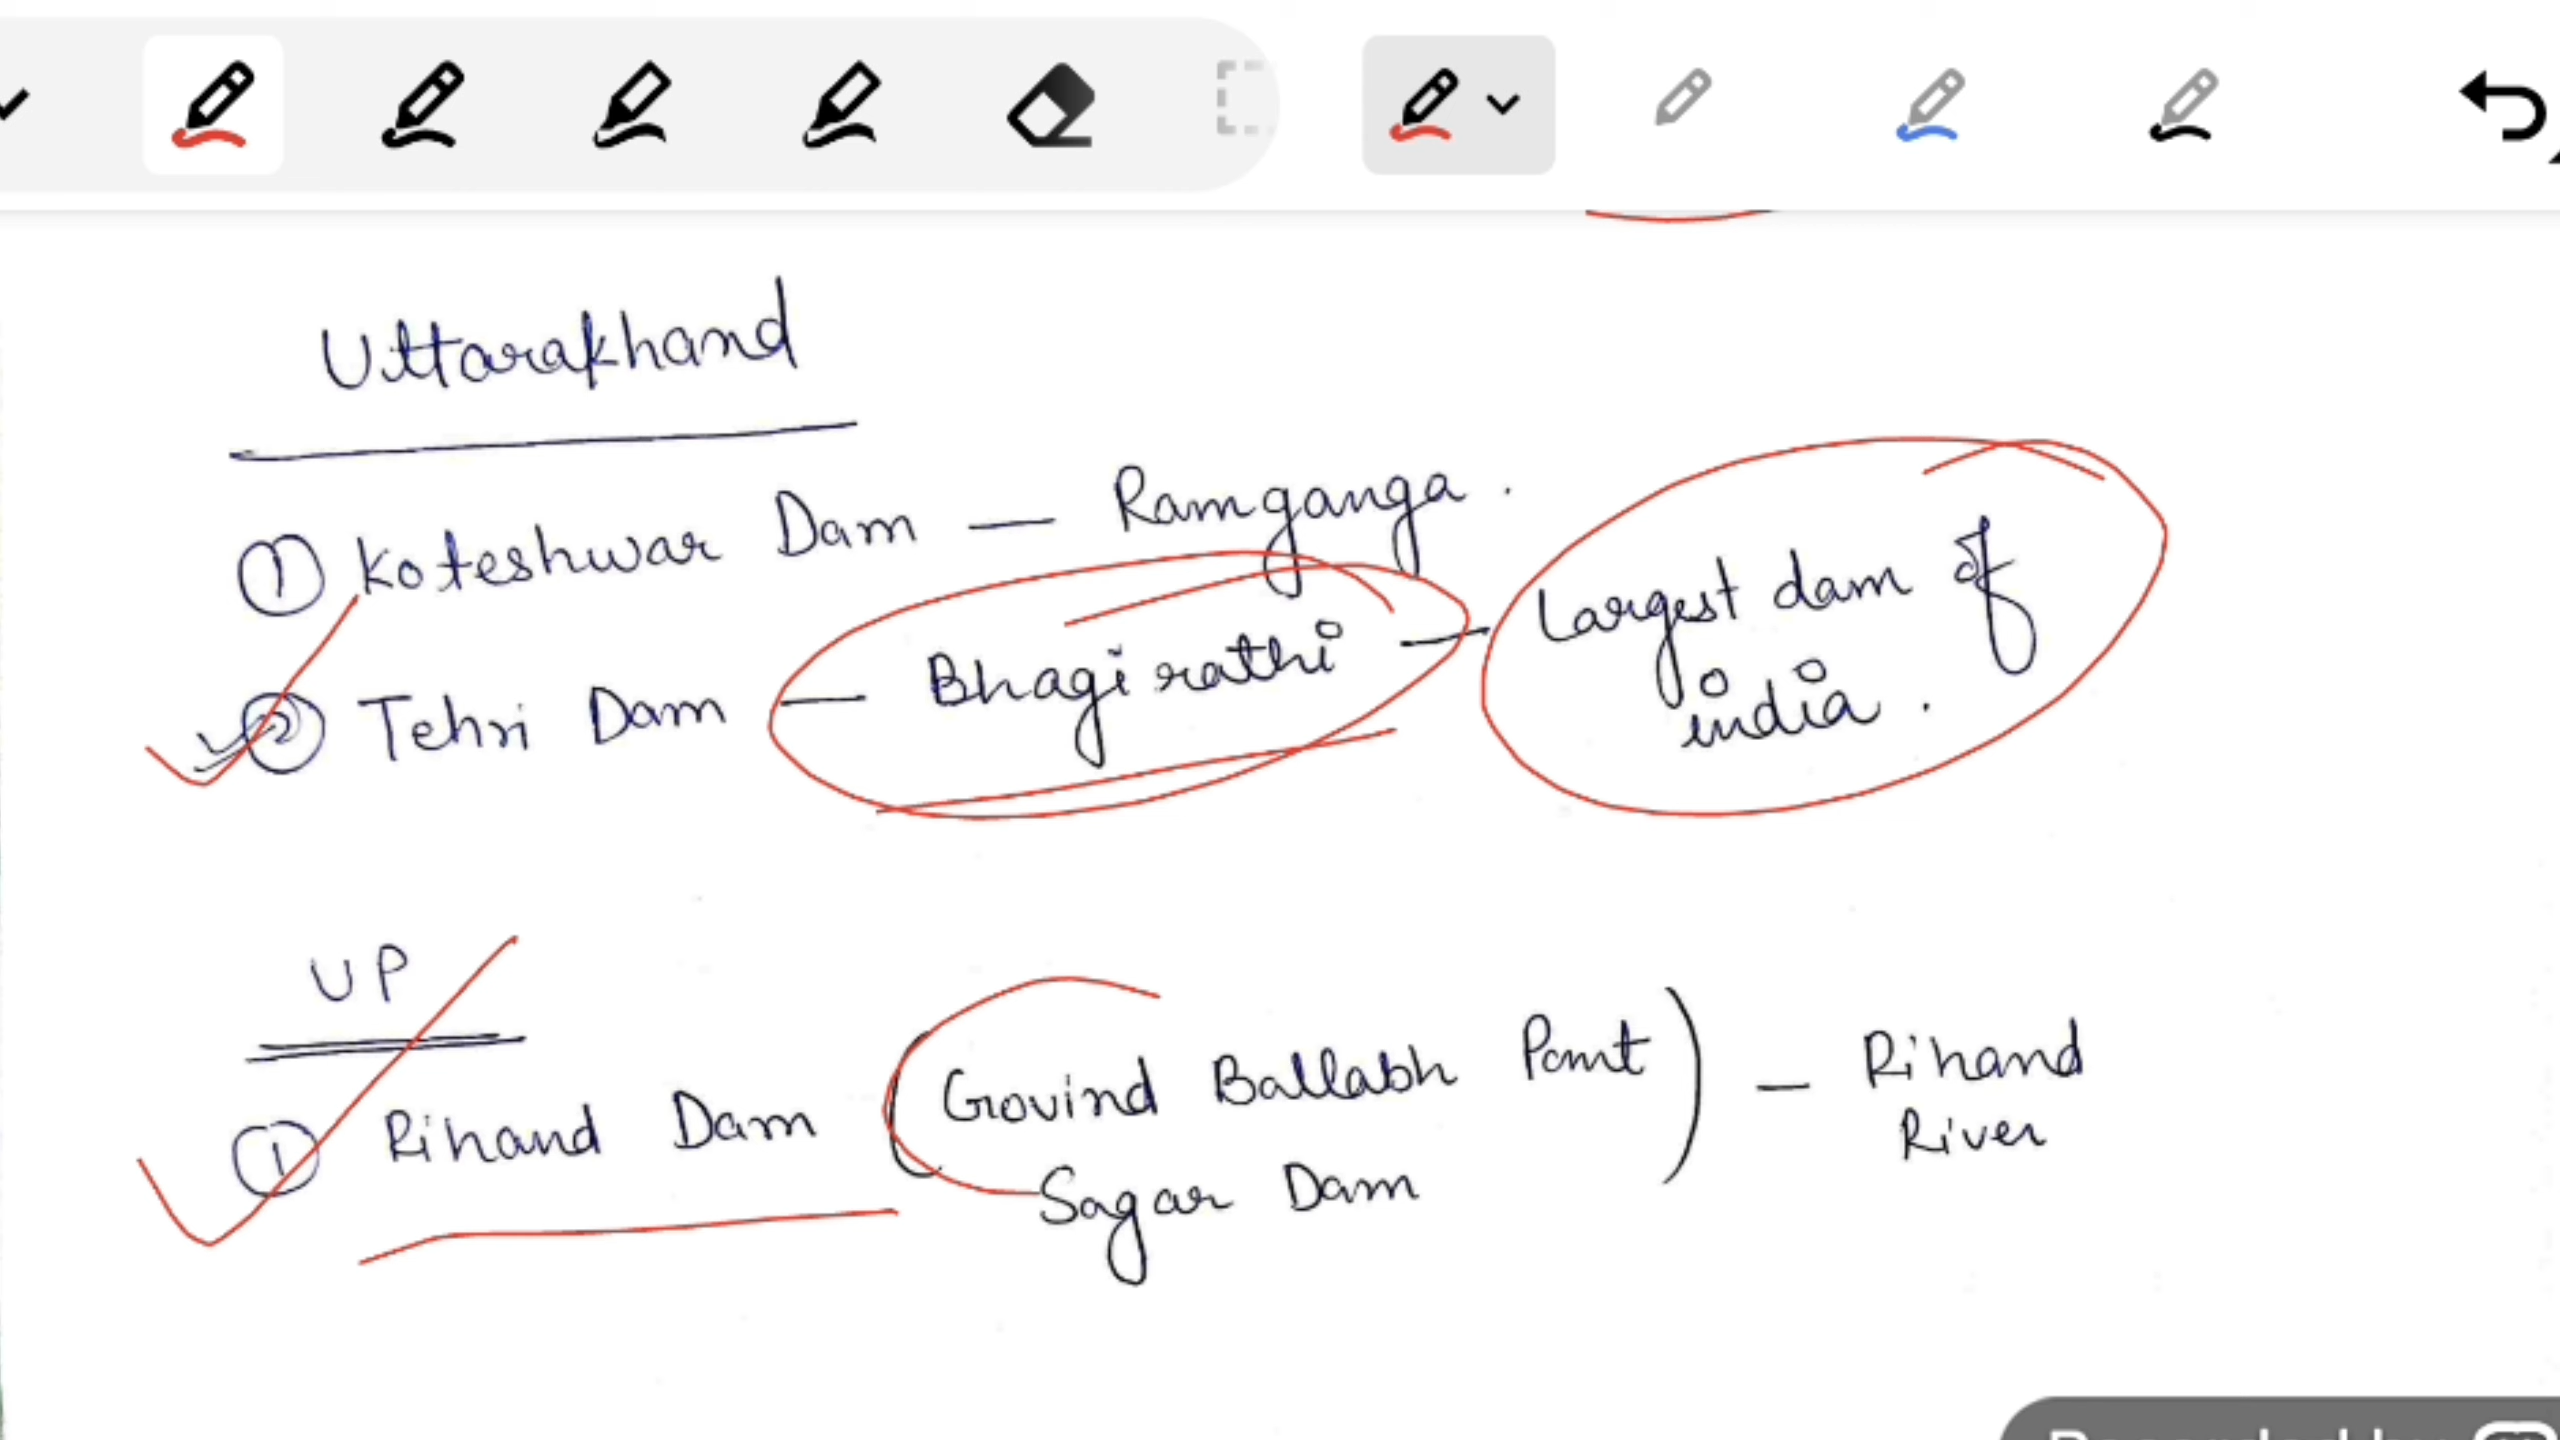 Uttarakhand
① Koteshwar Dam — Ramganga.
② Tehri Dam — Bhagirathi — Largest dam of
india.
UP
① Rihand Dam (Govind Ballabh Pant
Sagar Dam) — Rihand
River